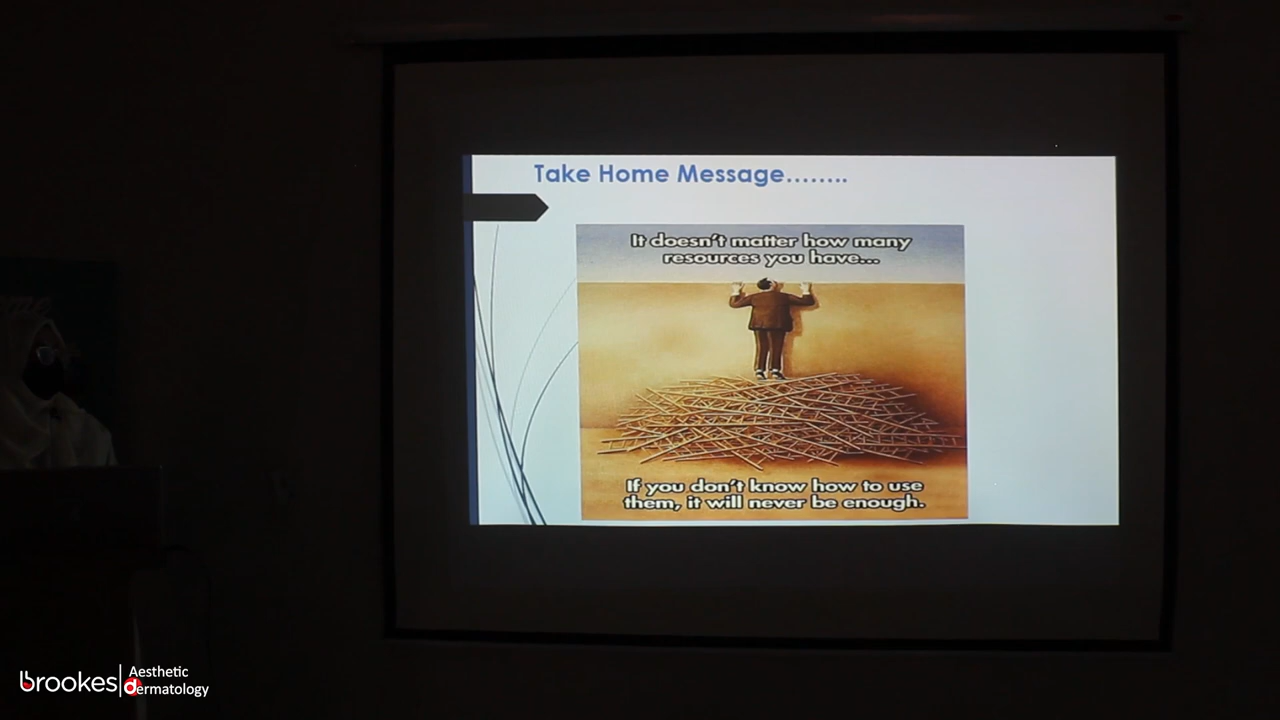 Take Home Message........
It doesn't matter how many
resources you have...
If you don't know how to use
them, it will never be enough.
brookes
Aesthetic
dermatology